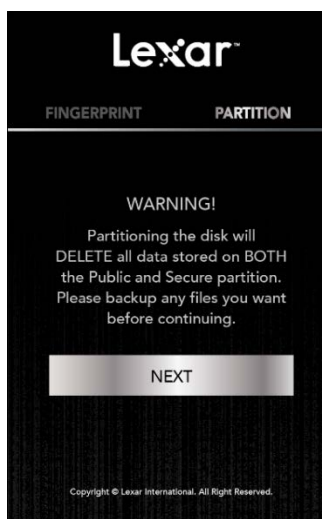 Lexar™
FINGERPRINT PARTITION
WARNING!
Partitioning the disk will
DELETE all data stored on BOTH
the Public and Secure partition.
Please backup any files you want
before continuing.
NEXT
Copyright © Lexar International. All Right Reserved.